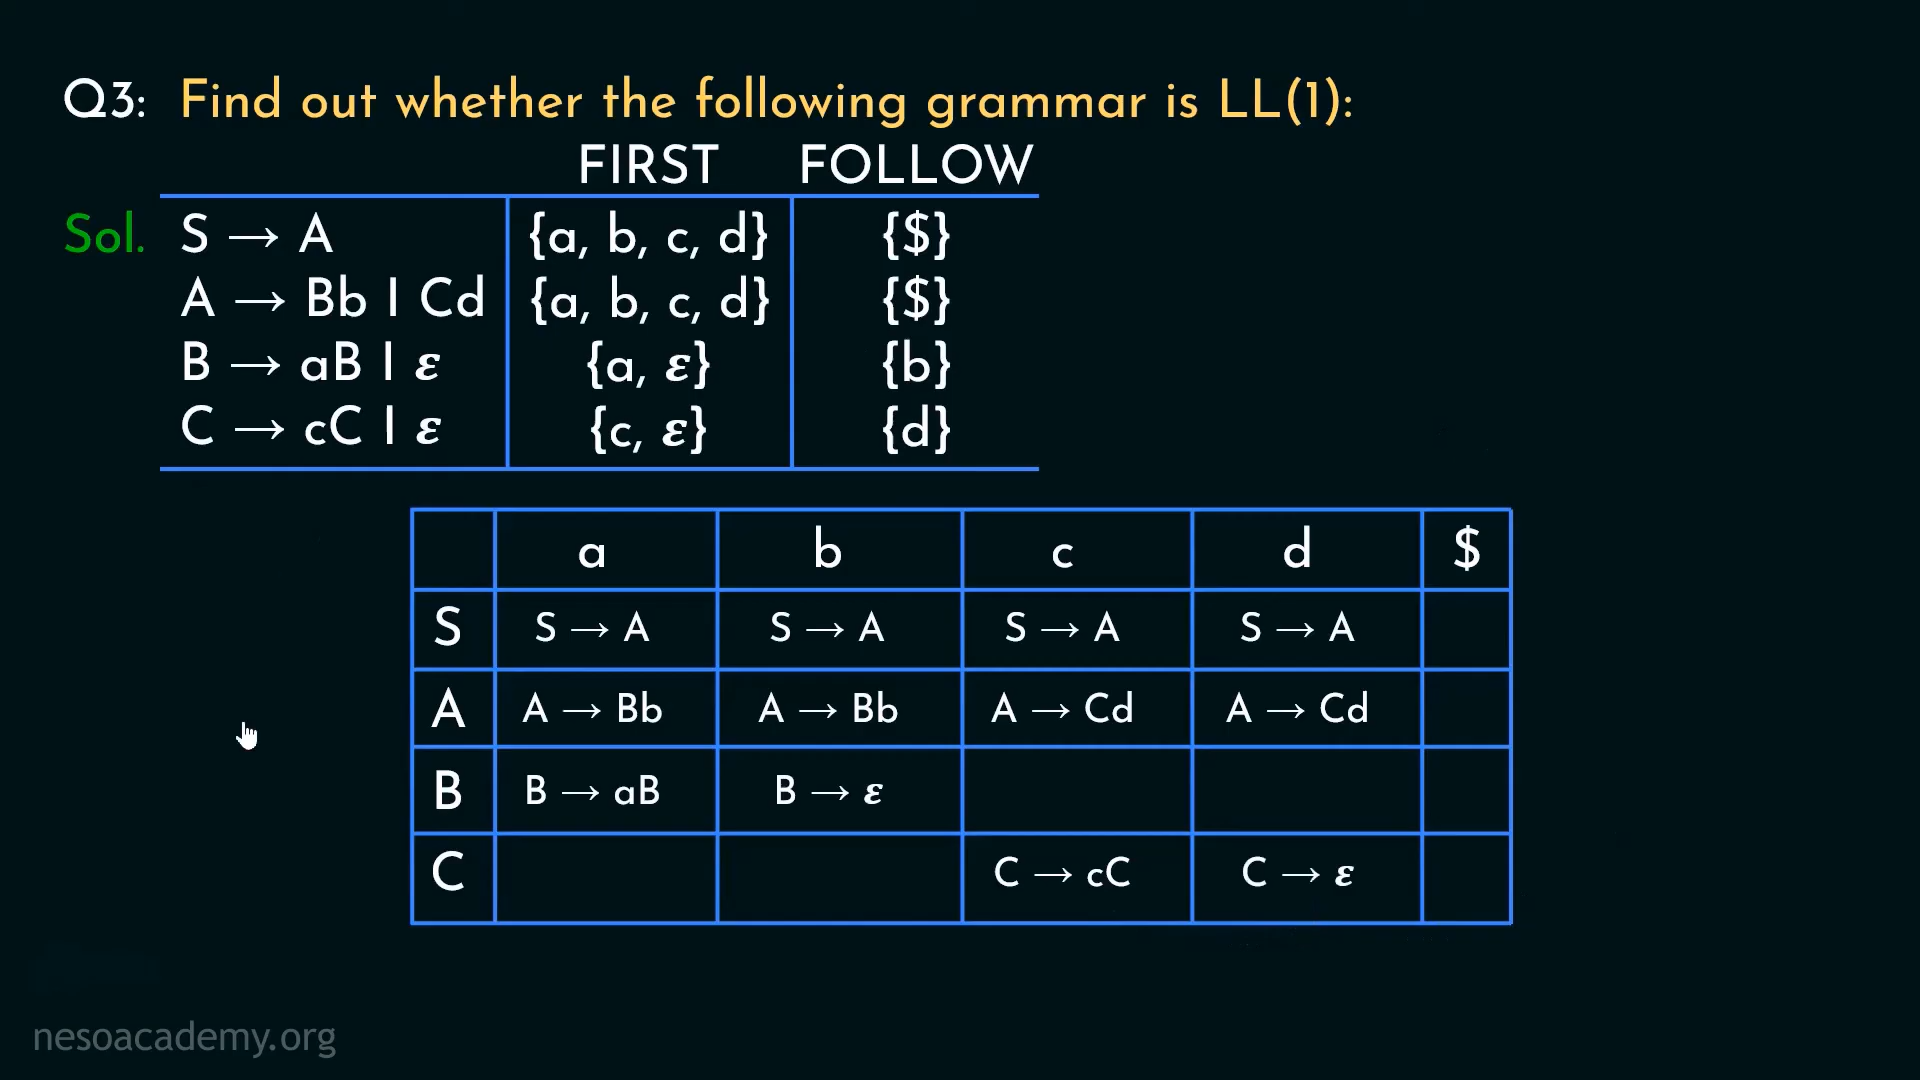 Q3: Find out whether the following grammar is LL(1):
FIRST FOLLOW
Sol. S → A {a, b, c, d} {$}
A → Bb | Cd {a, b, c, d} {$}
B → aB | ε {a, ε} {b}
C → cC | ε {c, ε} {d}
a b c d $
S S → A S → A S → A S → A
A A → Bb A → Bb A → Cd A → Cd
B B → aB B → ε
C C → cC C → ε
nesoacademy.org